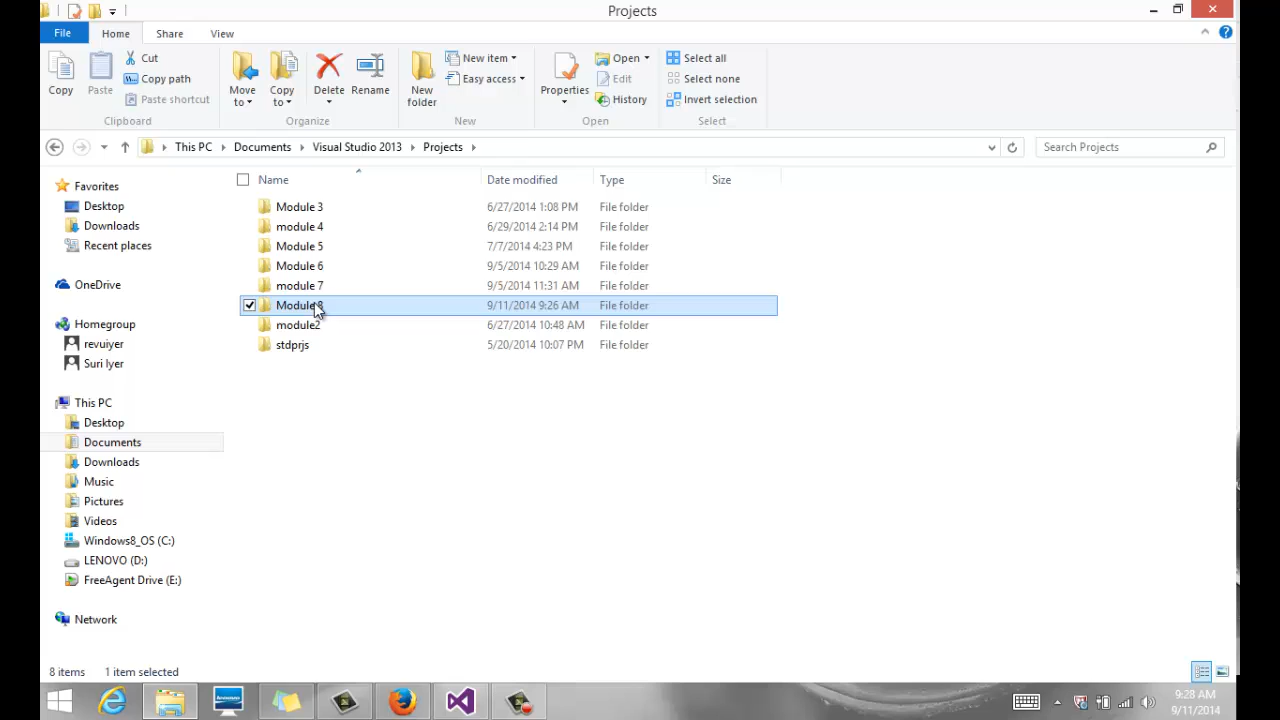 Projects
File Home Share View
Copy Paste Cut Copy path Paste shortcut
Clipboard
Move to Copy to Delete Rename
Organize
New folder New item Easy access
New
Properties Open Edit History
Open
Select all Select none Invert selection
Select
This PC Documents Visual Studio 2013 Projects Search Projects
Name Date modified Type Size
Module 3 6/27/2014 1:08 PM File folder
module 4 6/29/2014 2:14 PM File folder
Module 5 7/7/2014 4:23 PM File folder
Module 6 9/5/2014 10:29 AM File folder
module 7 9/5/2014 11:31 AM File folder
Module 8 9/11/2014 9:26 AM File folder
module2 6/27/2014 10:48 AM File folder
stdprjs 5/20/2014 10:07 PM File folder
Favorites
Desktop
Downloads
Recent places
OneDrive
Homegroup
revuiyer
Suri Iyer
This PC
Desktop
Documents
Downloads
Music
Pictures
Videos
Windows8_OS (C:)
LENOVO (D:)
FreeAgent Drive (E:)
Network
8 items 1 item selected
9:28 AM
9/11/2014